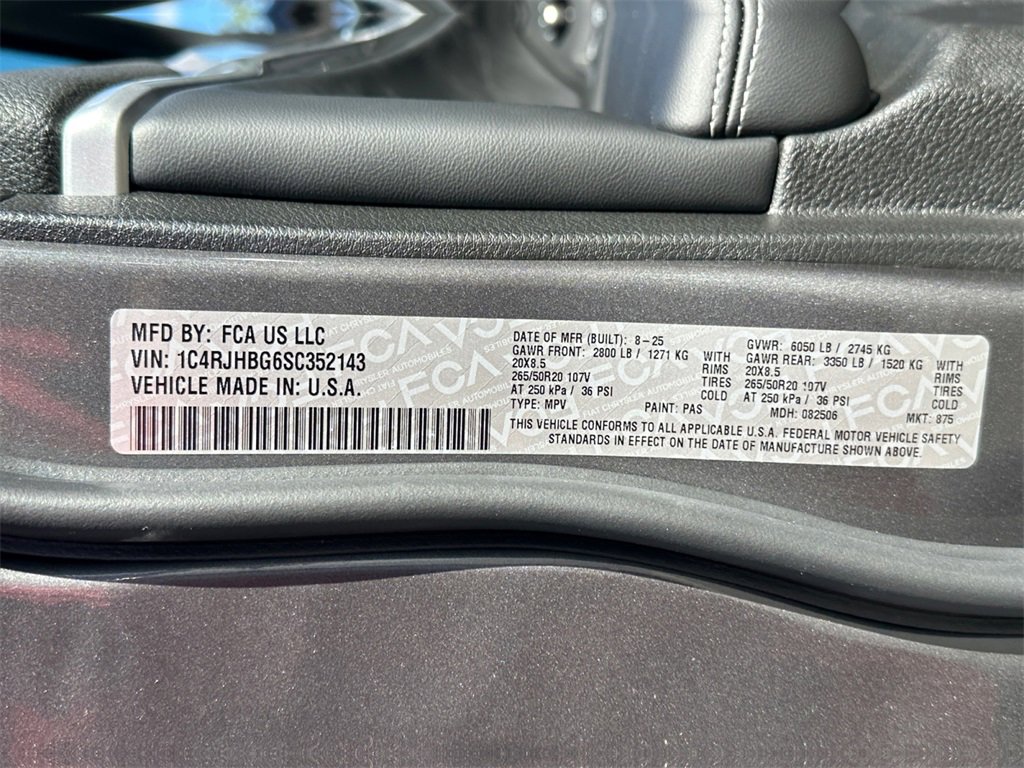 MFD BY: FCA US LLC
VIN: 1C4RJHBG6SC352143
VEHICLE MADE IN: U.S.A.
DATE OF MFR (BUILT): 8-25 GVWR: 6050 LB / 2745 KG
GAWR FRONT: 2800 LB / 1271 KG WITH GAWR REAR: 3350 LB / 1520 KG WITH
20X8.5 RIMS 20X8.5 RIMS
265/50R20 107V TIRES 265/50R20 107V TIRES
AT 250 kPa / 36 PSI COLD AT 250 kPa / 36 PSI COLD
TYPE: MPV PAINT: PAS MDH: 082506 MKT: 875
THIS VEHICLE CONFORMS TO ALL APPLICABLE U.S.A. FEDERAL MOTOR VEHICLE SAFETY
STANDARDS IN EFFECT ON THE DATE OF MANUFACTURE SHOWN ABOVE.